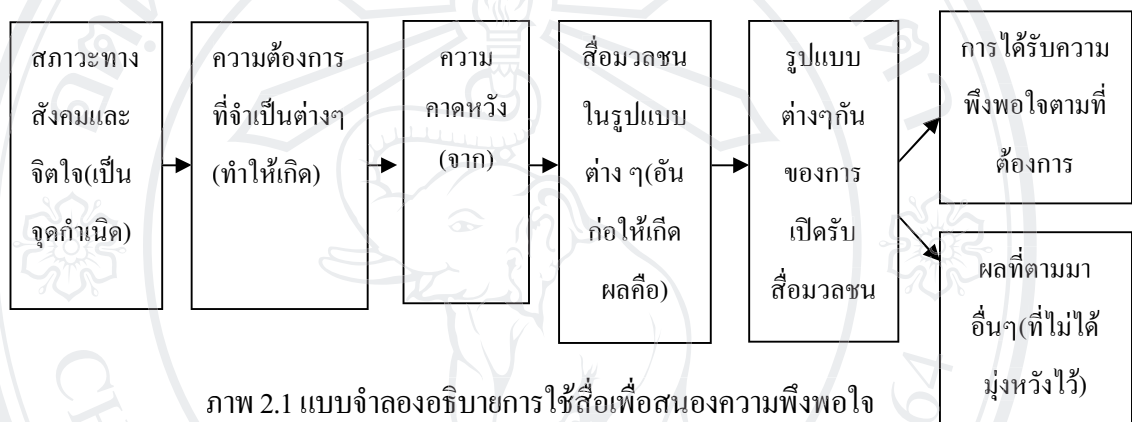 สภาวะทาง
สังคมและ
จิตใจ(เป็น
จุดกำเนิด)
ความต้องการ
ที่จำเป็นต่างๆ
(ทำให้เกิด)
ความ
คาดหวัง
(จาก)
สื่อมวลชน
ในรูปแบบ
ต่าง ๆ(อัน
ก่อให้เกิด
ผลคือ)
รูปแบบ
ต่างๆกัน
ของการ
เปิดรับ
สื่อมวลชน
การได้รับความ
พึงพอใจตามที่
ต้องการ
ผลที่ตามมา
อื่นๆ(ที่ไม่ได้
มุ่งหวังไว้)
ภาพ 2.1 แบบจำลองอธิบายการใช้สื่อเพื่อสนองความพึงพอใจ